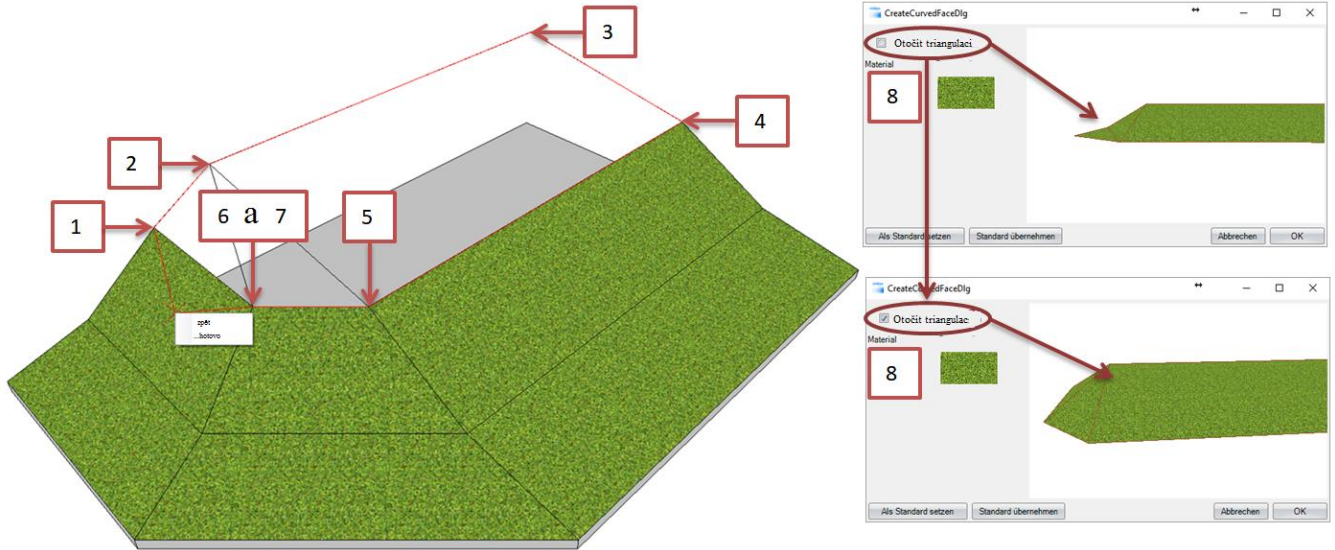 3
4
2
1
6 a 7
5
zpět
...hotovo
CreateCurvedFaceDlg
Otočit triangulaci
Material
8
Als Standard setzen Standard übernehmen Abbrechen OK
CreateCurvedFaceDlg
Otočit triangulac
Material
8
Als Standard setzen Standard übernehmen Abbrechen OK